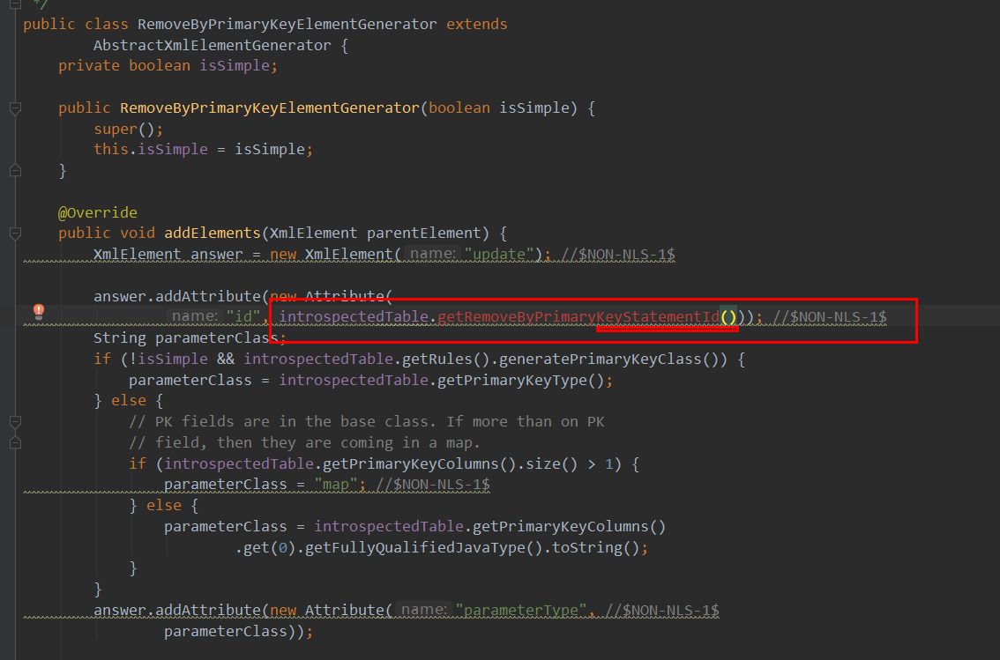 */
public class RemoveByPrimaryKeyElementGenerator extends
AbstractXmlElementGenerator {
private boolean isSimple;
public RemoveByPrimaryKeyElementGenerator(boolean isSimple) {
super();
this.isSimple = isSimple;
}
@Override
public void addElements(XmlElement parentElement) {
XmlElement answer = new XmlElement( name: "update"); //$NON-NLS-1$
answer.addAttribute(new Attribute(
name: "id", introspectedTable.getRemoveByPrimaryKeyStatementId())); //$NON-NLS-1$
String parameterClass;
if (!isSimple && introspectedTable.getRules().generatePrimaryKeyClass()) {
parameterClass = introspectedTable.getPrimaryKeyType();
} else {
// PK fields are in the base class. If more than on PK
// field, then they are coming in a map.
if (introspectedTable.getPrimaryKeyColumns().size() > 1) {
parameterClass = "map"; //$NON-NLS-1$
} else {
parameterClass = introspectedTable.getPrimaryKeyColumns()
.get(0).getFullyQualifiedJavaType().toString();
}
}
answer.addAttribute(new Attribute( name: "parameterType", //$NON-NLS-1$
parameterClass));